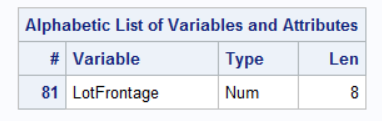 Alphabetic List of Variables and Attributes
# Variable Type Len
81 LotFrontage Num 8